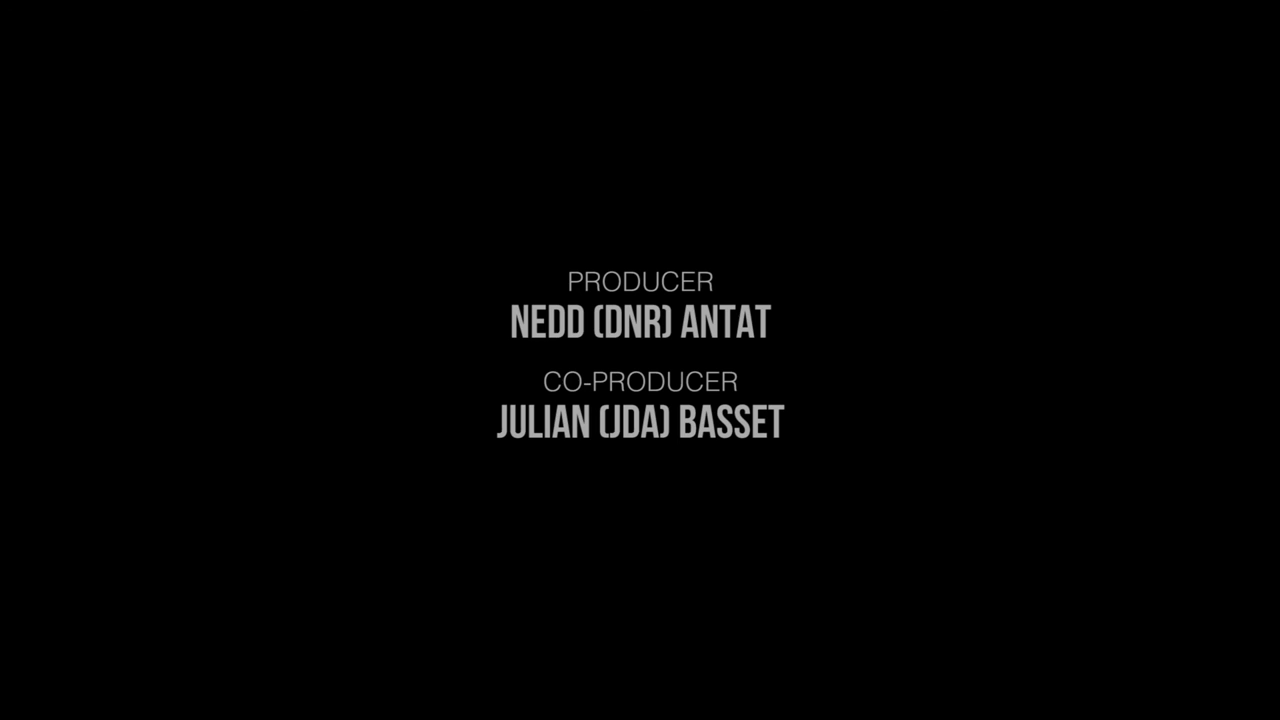 PRODUCER
NEDD (DNR) ANTAT
CO-PRODUCER
JULIAN (JDA) BASSET